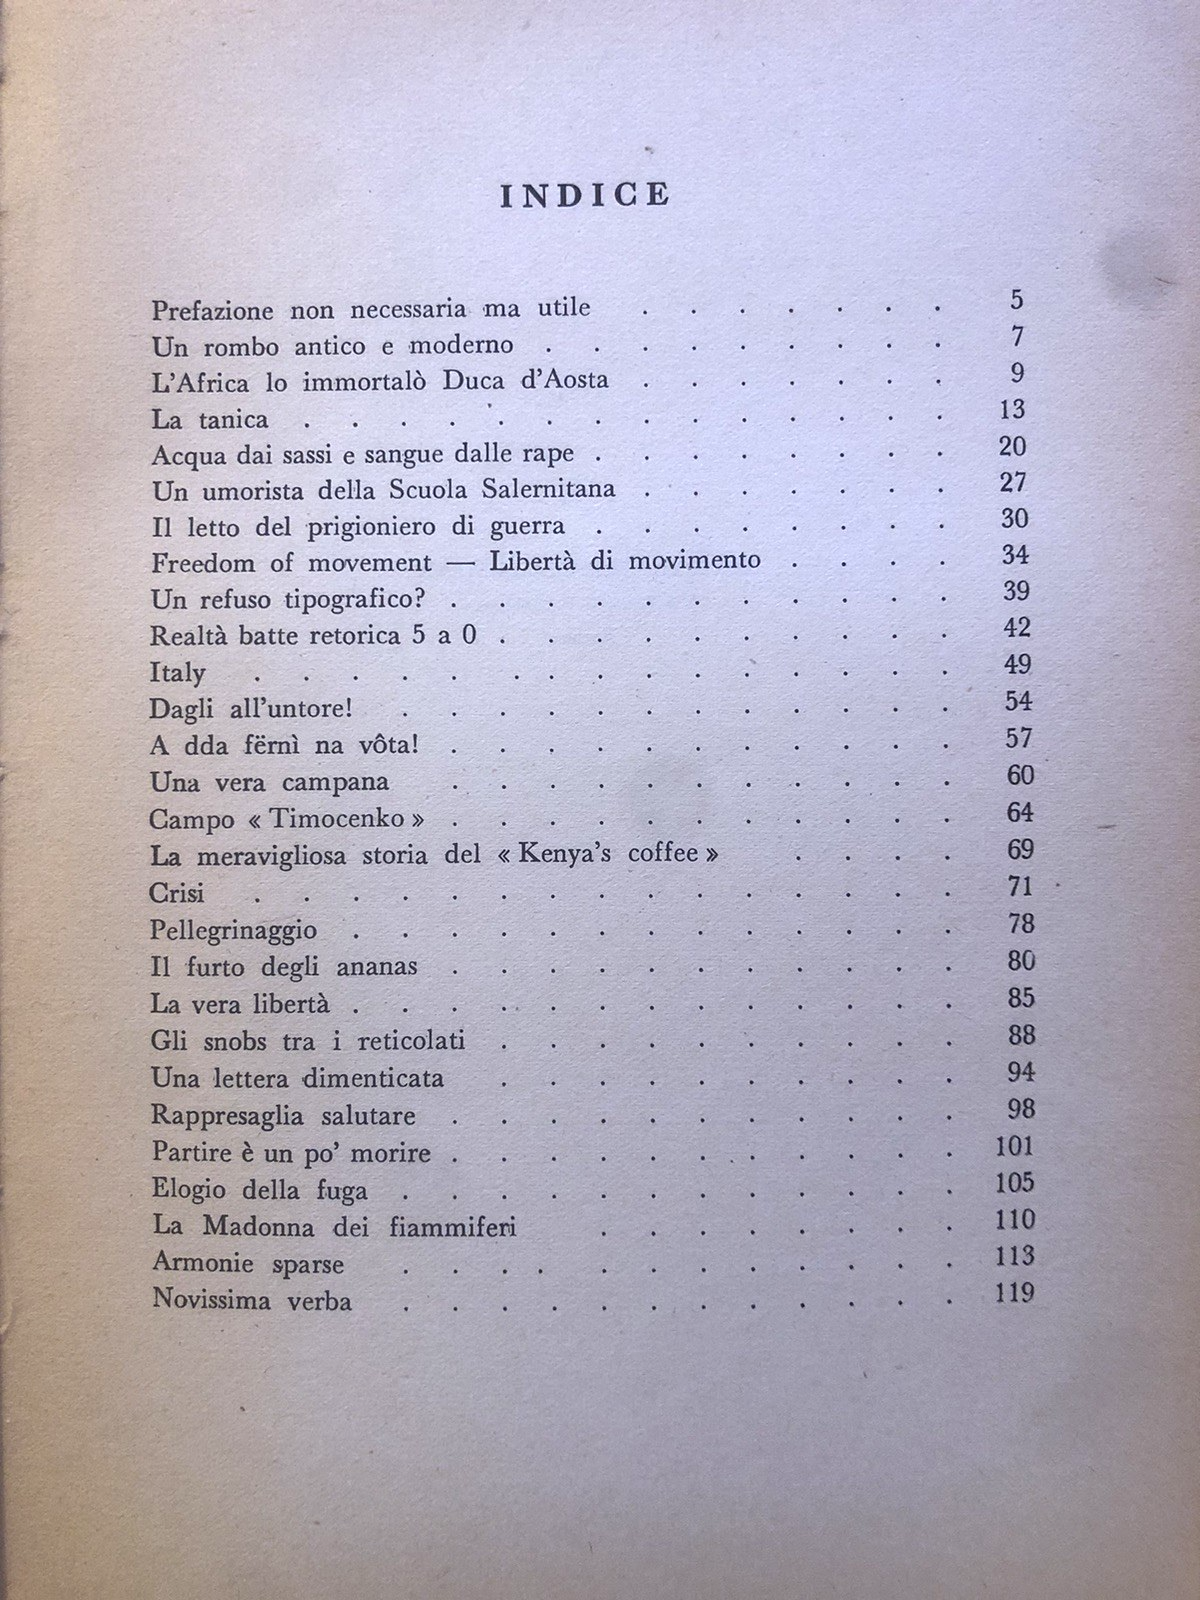 INDICE
Prefazione non necessaria ma utile . . . . . . . 5
Un rombo antico e moderno . . . . . . . . . 7
L'Africa lo immortalò Duca d'Aosta . . . . . . . 9
La tanica . . . . . . . . . . . . . . 13
Acqua dai sassi e sangue dalle rape . . . . . . . . 20
Un umorista della Scuola Salernitana . . . . . . . 27
Il letto del prigioniero di guerra . . . . . . . . 30
Freedom of movement — Libertà di movimento . . . . 34
Un refuso tipografico? . . . . . . . . . . . 39
Realtà batte retorica 5 a 0 . . . . . . . . . . 42
Italy . . . . . . . . . . . . . . . 49
Dagli all'untore! . . . . . . . . . . . . 54
A dda fërnì na vôta! . . . . . . . . . . . 57
Una vera campana . . . . . . . . . . . 60
Campo « Timocenko » . . . . . . . . . . . 64
La meravigliosa storia del « Kenya's coffee » . . . . 69
Crisi . . . . . . . . . . . . . . . 71
Pellegrinaggio . . . . . . . . . . . . . 78
Il furto degli ananas . . . . . . . . . . . 80
La vera libertà . . . . . . . . . . . . . 85
Gli snobs tra i reticolati . . . . . . . . . . 88
Una lettera dimenticata . . . . . . . . . . 94
Rappresaglia salutare . . . . . . . . . . . 98
Partire è un po' morire . . . . . . . . . . . 101
Elogio della fuga . . . . . . . . . . . . 105
La Madonna dei fiammiferi . . . . . . . . 110
Armonie sparse . . . . . . . . . . . . 113
Novissima verba . . . . . . . . . . . . 119